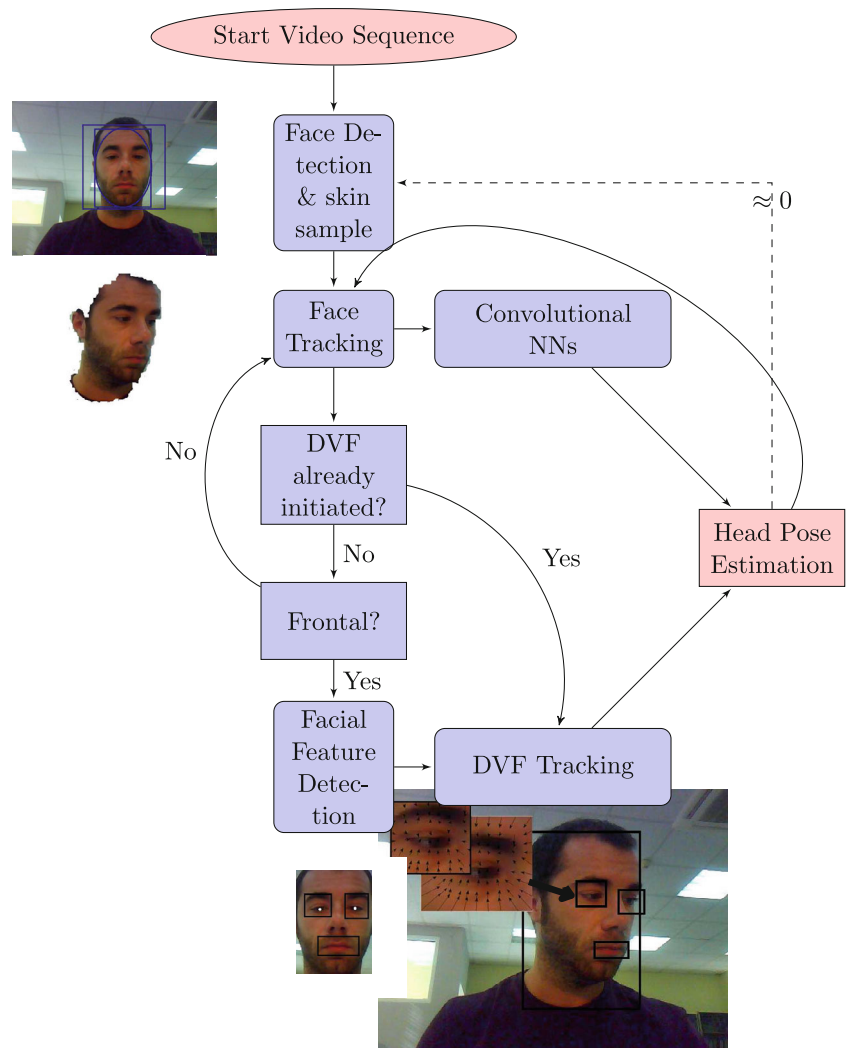 Start Video Sequence
Face De-
tection
& skin
sample
≈ 0
Face
Tracking
Convolutional
NNs
No
DVF
already
initiated?
Head Pose
Estimation
No
Yes
Frontal?
Yes
Facial
Feature
Detec-
tion
DVF Tracking